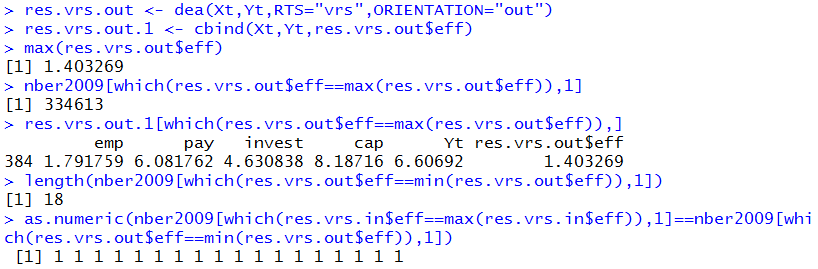 > res.vrs.out <- dea(Xt,Yt,RTS="vrs",ORIENTATION="out")
> res.vrs.out.1 <- cbind(Xt,Yt,res.vrs.out$eff)
> max(res.vrs.out$eff)
[1] 1.403269
> nber2009[which(res.vrs.out$eff==max(res.vrs.out$eff)),1]
[1] 334613
> res.vrs.out.1[which(res.vrs.out$eff==max(res.vrs.out$eff)),]
         emp      pay   invest     cap      Yt res.vrs.out$eff
384 1.791759 6.081762 4.630838 8.18716 6.60692        1.403269
> length(nber2009[which(res.vrs.out$eff==min(res.vrs.out$eff)),1])
[1] 18
> as.numeric(nber2009[which(res.vrs.in$eff==max(res.vrs.in$eff)),1]==nber2009[whi
ch(res.vrs.out$eff==min(res.vrs.out$eff)),1])
 [1] 1 1 1 1 1 1 1 1 1 1 1 1 1 1 1 1 1 1